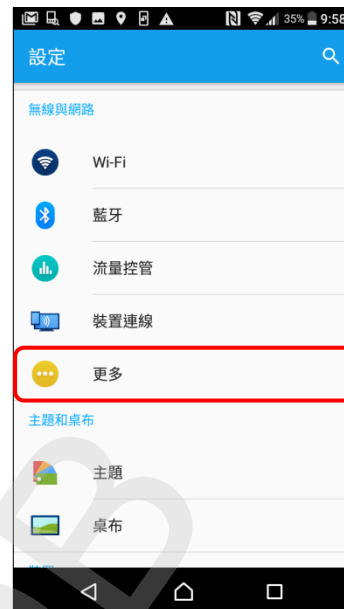 35% 9:58
設定
無線與網路
Wi-Fi
藍牙
流量控管
裝置連線
更多
主題和桌布
主題
桌布